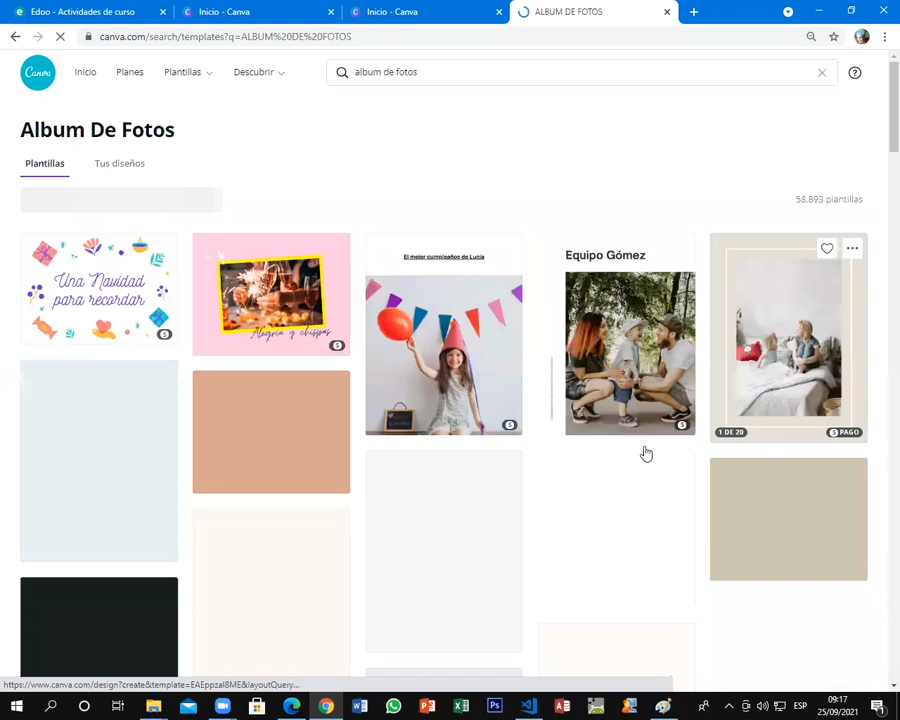 Edoo - Actividades de curso
Inicio - Canva
Inicio - Canva
ALBUM DE FOTOS
canva.com/search/templates?q=ALBUM%20DE%20FOTOS
Canva
Inicio
Planes
Plantillas
Descubrir
album de fotos
Album De Fotos
Plantillas
Tus diseños
58.893 plantillas
Una Navidad
para recordar
Alegría y chispas
El mejor cumpleaños de Lucía
Equipo Gómez
1 DE 20
PAGO
https://www.canva.com/design?create&template=EAEppzal8ME&layoutQuery...
ESP
09:17
25/09/2021